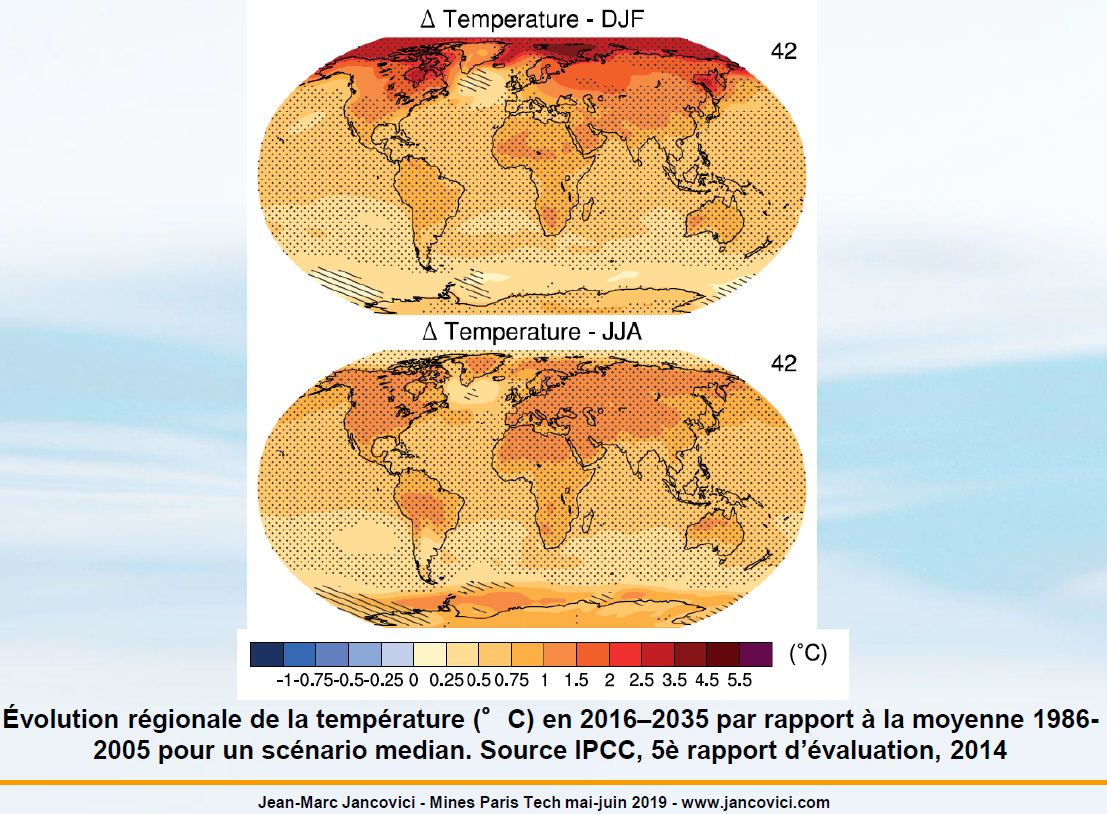 Δ Temperature - DJF
42
Δ Temperature - JJA
42
-1-0.75-0.5-0.25 0 0.25 0.5 0.75 1 1.5 2 2.5 3.5 4.5 5.5
(°C)
Évolution régionale de la température (° C) en 2016–2035 par rapport à la moyenne 1986-
2005 pour un scénario median. Source IPCC, 5è rapport d’évaluation, 2014
Jean-Marc Jancovici - Mines Paris Tech mai-juin 2019 - www.jancovici.com